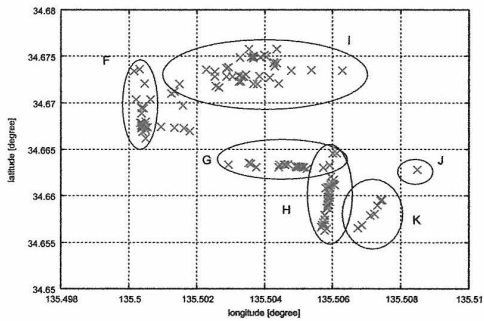 34.68
34.675
34.67
34.665
34.66
34.655
34.65
latitude [degree]
F
I
G
H
J
K
135.498
135.5
135.502
135.504
135.506
135.508
135.51
longitude [degree]